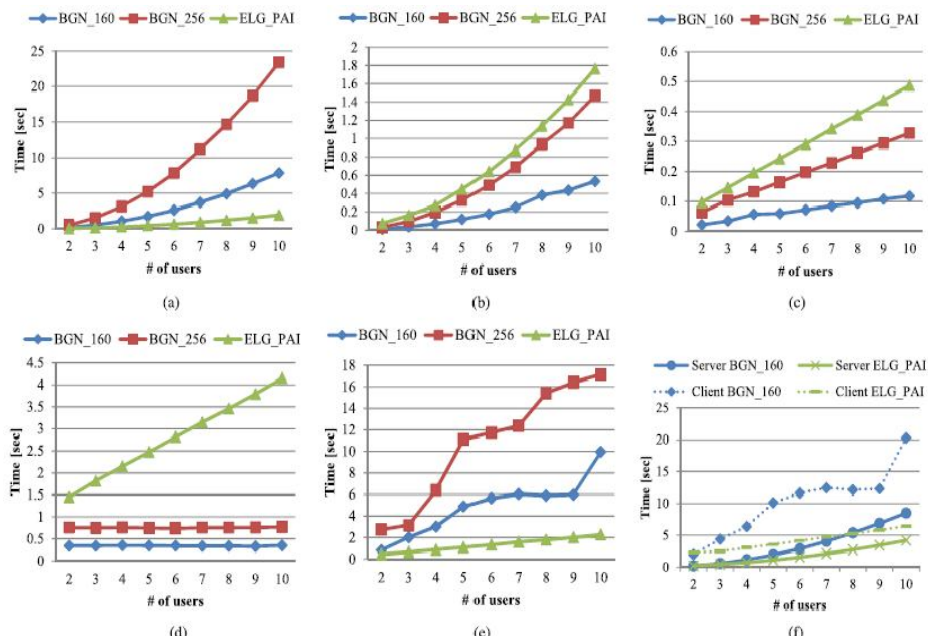 BGN_160 BGN_256 ELG_PAI
25
20
15
10
5
0
Time [sec]
2 3 4 5 6 7 8 9 10
# of users
(a)
BGN_160 BGN_256 ELG_PAI
2
1.8
1.6
1.4
1.2
1
0.8
0.6
0.4
0.2
0
Time [sec]
2 3 4 5 6 7 8 9 10
# of users
(b)
BGN_160 BGN_256 ELG_PAI
0.6
0.5
0.4
0.3
0.2
0.1
0
Time [sec]
2 3 4 5 6 7 8 9 10
# of users
(c)
BGN_160 BGN_256 ELG_PAI
4.5
4
3.5
3
2.5
2
1.5
1
0.5
0
Time [sec]
2 3 4 5 6 7 8 9 10
# of users
(d)
BGN_160 BGN_256 ELG_PAI
18
16
14
12
10
8
6
4
2
0
Time [sec]
2 3 4 5 6 7 8 9 10
# of users
(e)
Server BGN_160 Server ELG_PAI
Client BGN_160 Client ELG_PAI
25
20
15
10
5
0
Time [sec]
2 3 4 5 6 7 8 9 10
# of users
(f)